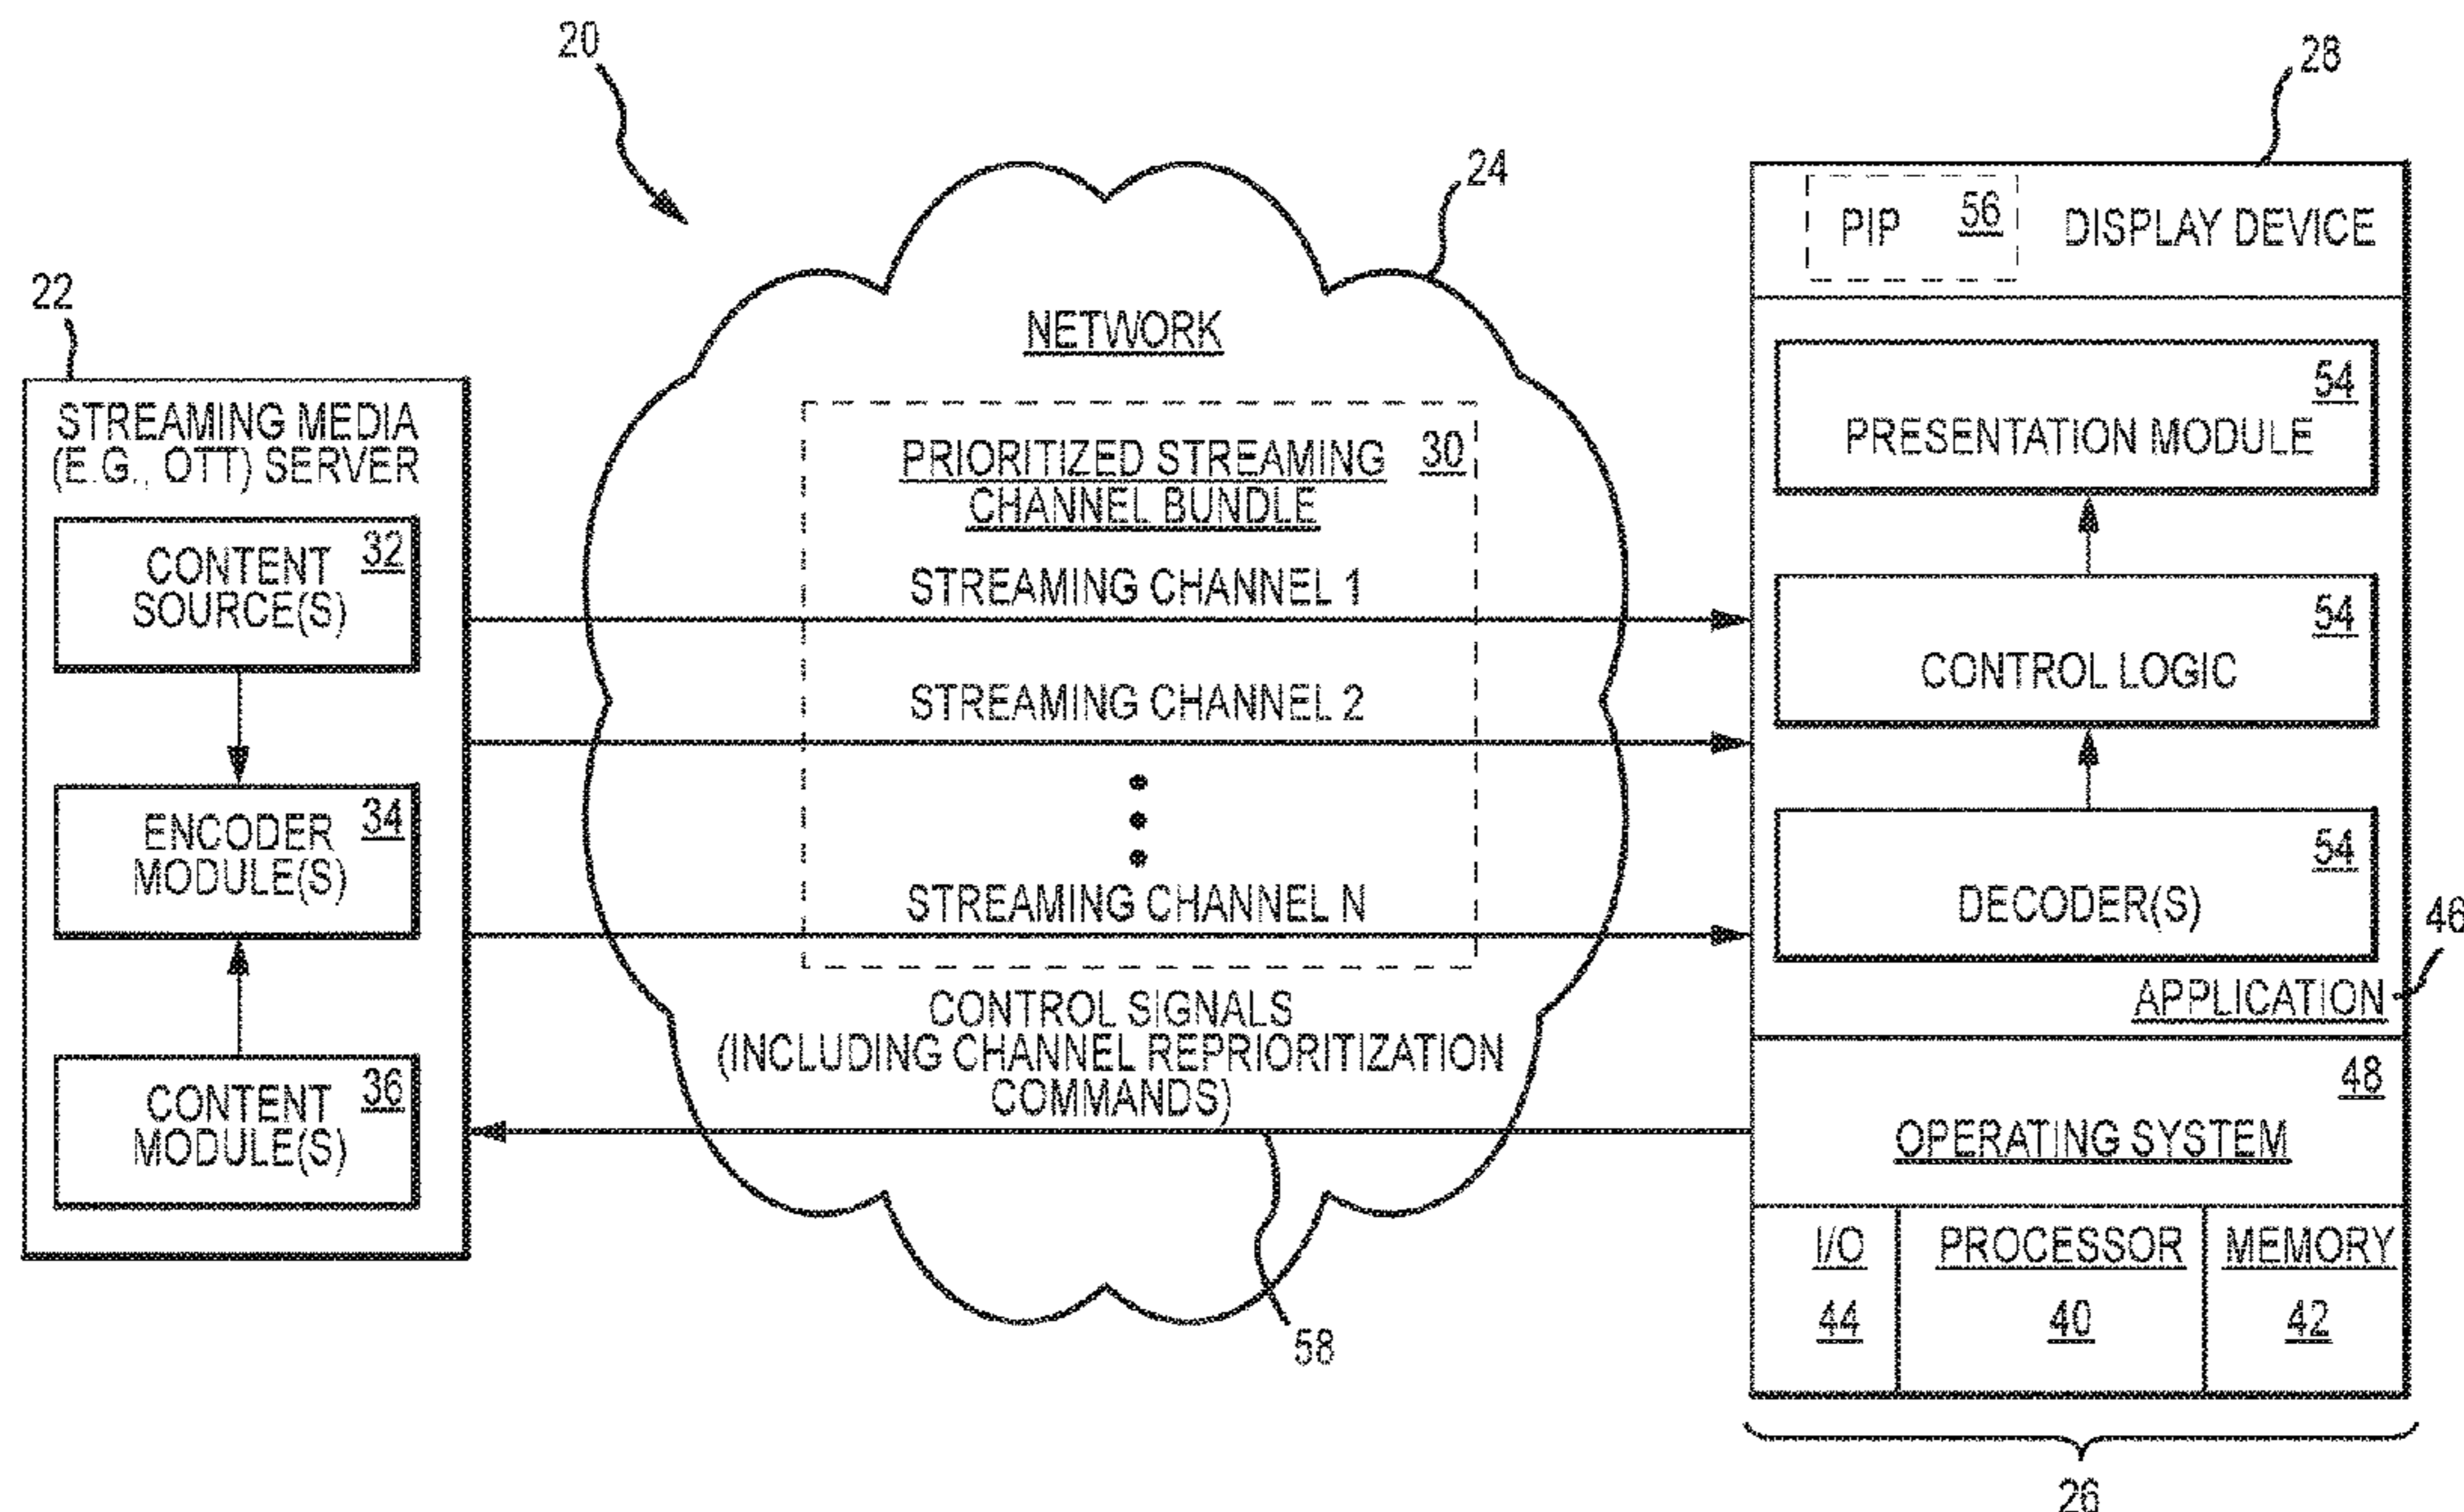 20
28
24
22
PIP 56 DISPLAY DEVICE
NETWORK
STREAMING MEDIA
(E.G., OTT) SERVER
CONTENT 32
SOURCE(S)
ENCODER 34
MODULE(S)
CONTENT 36
MODULE(S)
PRIORITIZED STREAMING 30
CHANNEL BUNDLE
STREAMING CHANNEL 1
STREAMING CHANNEL 2
STREAMING CHANNEL N
CONTROL SIGNALS
(INCLUDING CHANNEL REPRIORITIZATION
COMMANDS)
58
54
PRESENTATION MODULE
54
CONTROL LOGIC
54
DECODER(S)
46
APPLICATION
48
OPERATING SYSTEM
I/O PROCESSOR MEMORY
44 40 42
26